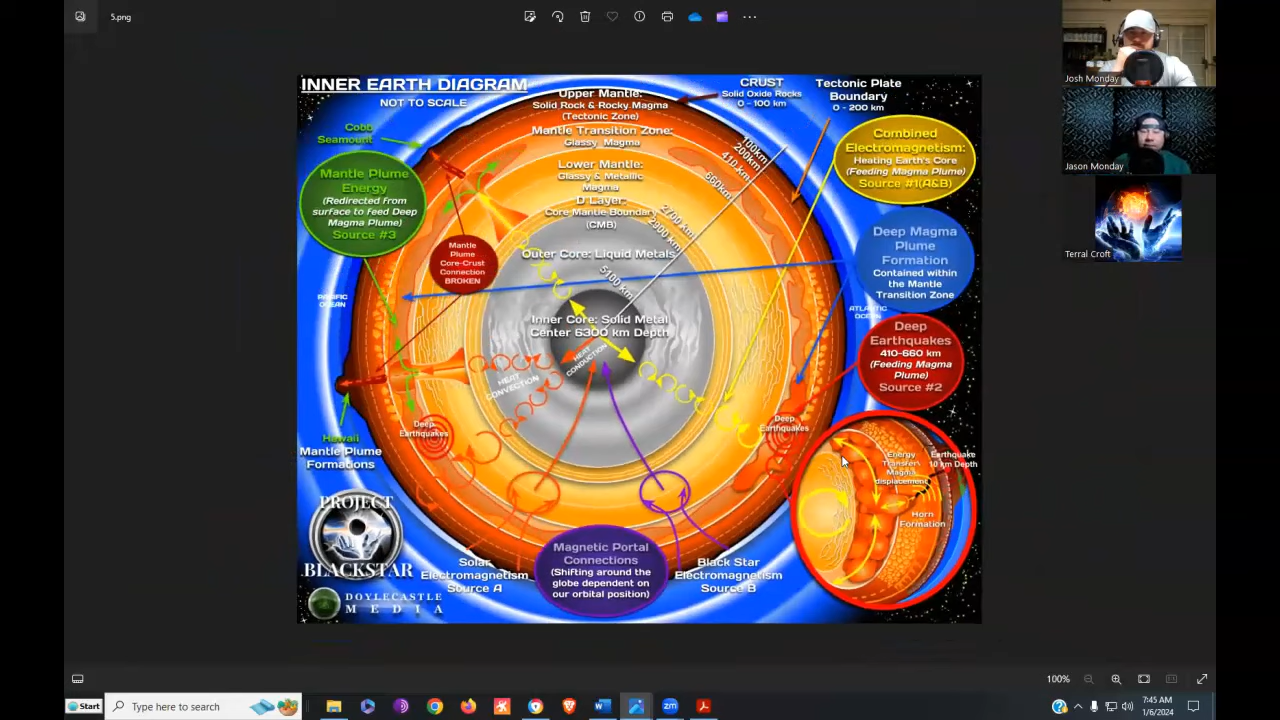 5.png
Josh Monday
Jason Monday
Terral Croft
INNER EARTH DIAGRAM
NOT TO SCALE
Upper Mantle:
Solid Rock & Rocky Magma
(Tectonic Zone)
Mantle Transition Zone:
Glassy Magma
Lower Mantle:
Glassy & Metallic
Magma
D Layer:
Core Mantle Boundary
(CMB)
Outer Core: Liquid Metals
Inner Core: Solid Metal
Center 6300 km Depth
CRUST
Solid Oxide Rocks
0 - 100 km
Tectonic Plate
Boundary
0 - 200 km
100km
200km
410 km
660km
2700 km
2900 km
5100 km
Cobb
Seamount
Mantle Plume
Energy
(Redirected from
surface to feed Deep
Magma Plume)
Source #3
Mantle
Plume
Core-Crust
Connection
BROKEN
PACIFIC
OCEAN
Combined
Electromagnetism:
Heating Earth's Core
(Feeding Magma Plume)
Source #1(A&B)
Deep Magma
Plume
Formation
Contained within
the Mantle
Transition Zone
ATLANTIC
OCEAN
Deep
Earthquakes
410-660 km
(Feeding Magma
Plume)
Source #2
HEAT
CONDUCTION
HEAT
CONVECTION
Deep
Earthquakes
Deep
Earthquakes
Hawaii
Mantle Plume
Formations
Energy
Transfer
Magma
displacement
Earthquake
10 km Depth
Horn
Formation
PROJECT
BLACKSTAR
DOYLECASTLE
MEDIA
Solar
Electromagnetism
Source A
Magnetic Portal
Connections
(Shifting around the
globe dependent on
our orbital position)
Black Star
Electromagnetism
Source B
100%
Start
Type here to search
7:45 AM
1/6/2024